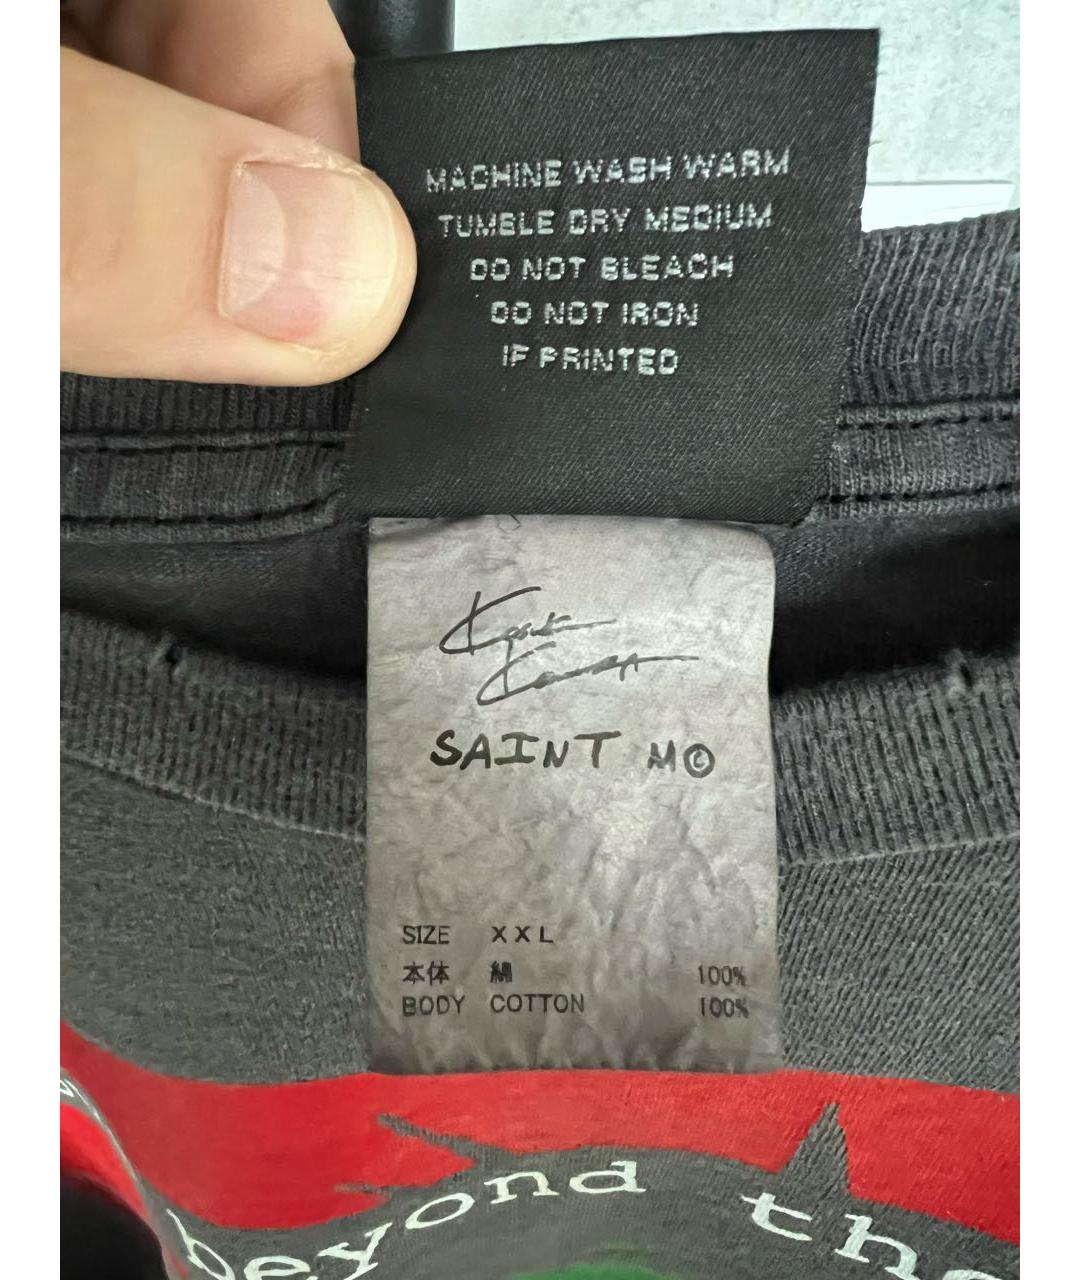 MACHINE WASH WARM
TUMBLE DRY MEDIUM
DO NOT BLEACH
DO NOT IRON
IF PRINTED
SAINT M©
SIZE XXL
本体 綿 100%
BODY COTTON 100%
beyond the